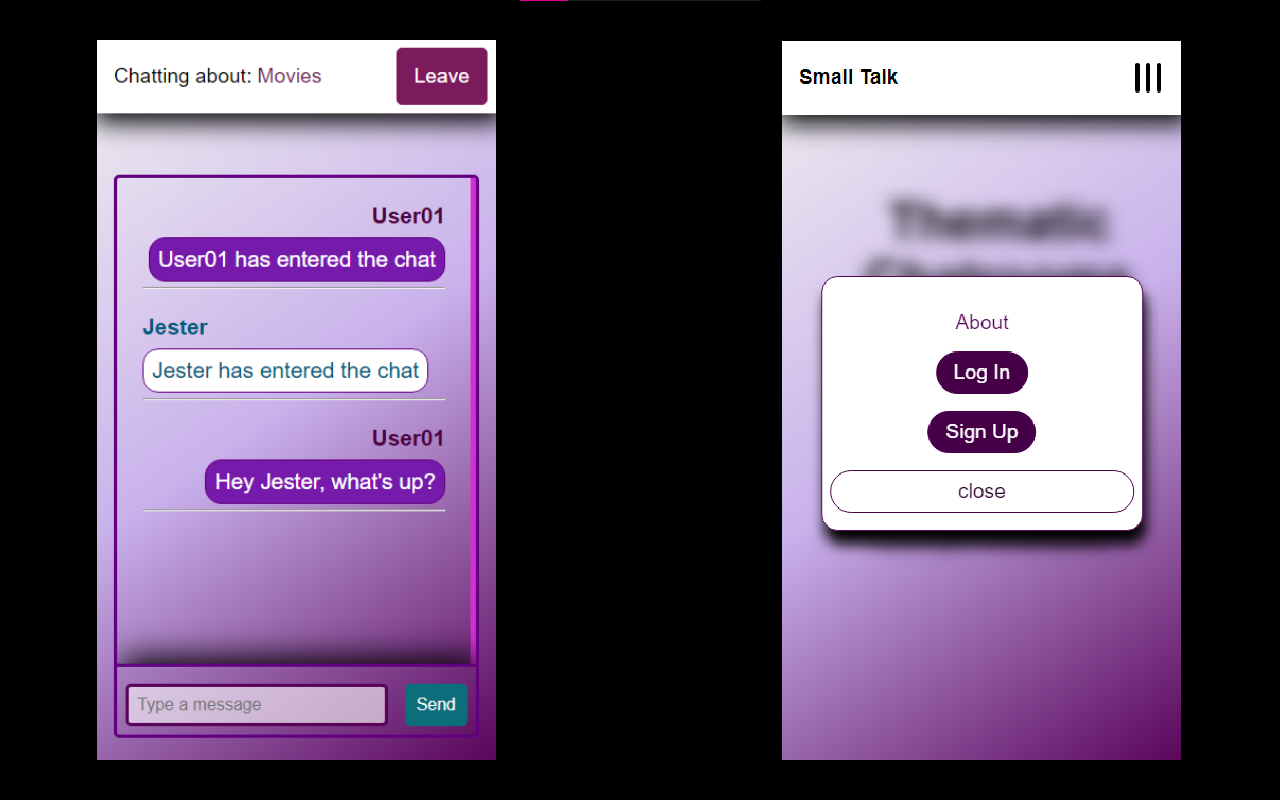 Chatting about: Movies
Leave
User01
User01 has entered the chat
Jester
Jester has entered the chat
User01
Hey Jester, what's up?
Type a message
Send
Small Talk
Thematic
Chatrooms
About
Log In
Sign Up
close